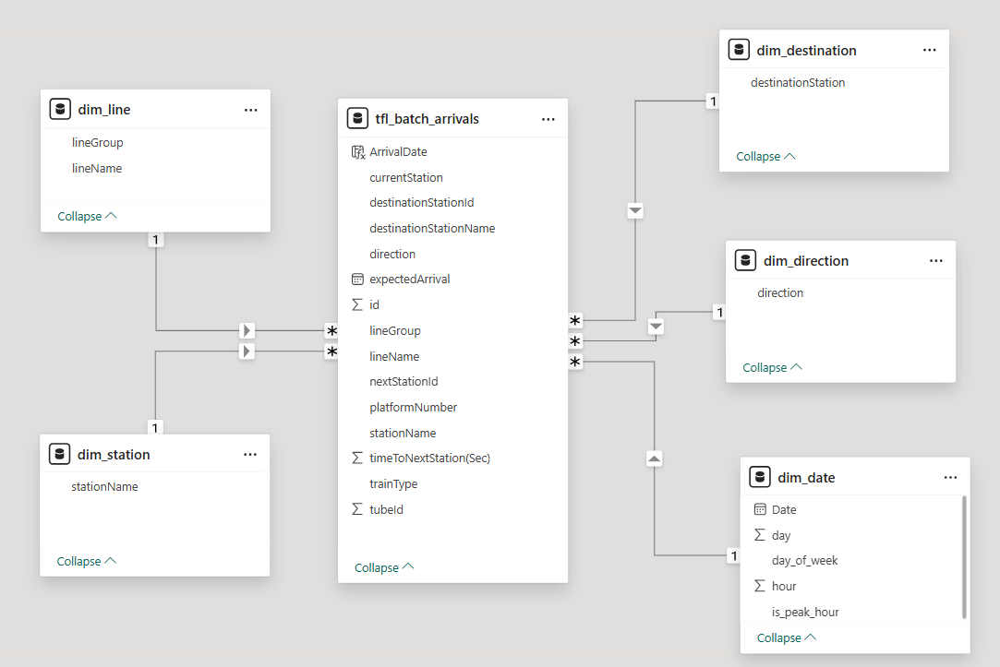 dim_line
lineGroup
lineName
Collapse
1
dim_station
stationName
Collapse
1
tfl_batch_arrivals
ArrivalDate
currentStation
destinationStationId
destinationStationName
direction
expectedArrival
Σ id
lineGroup
lineName
nextStationId
platformNumber
stationName
Σ timeToNextStation(Sec)
trainType
Σ tubeId
Collapse
*
*
*
*
*
dim_destination
destinationStation
Collapse
1
dim_direction
direction
Collapse
1
dim_date
Date
Σ day
day_of_week
Σ hour
is_peak_hour
Collapse
1